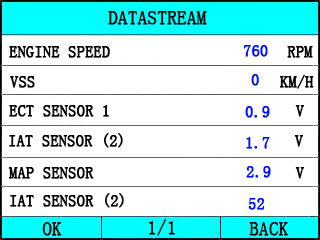 DATASTREAM
ENGINE SPEED 760 RPM
VSS 0 KM/H
ECT SENSOR 1 0.9 V
IAT SENSOR (2) 1.7 V
MAP SENSOR 2.9 V
IAT SENSOR (2) 52
OK 1/1 BACK